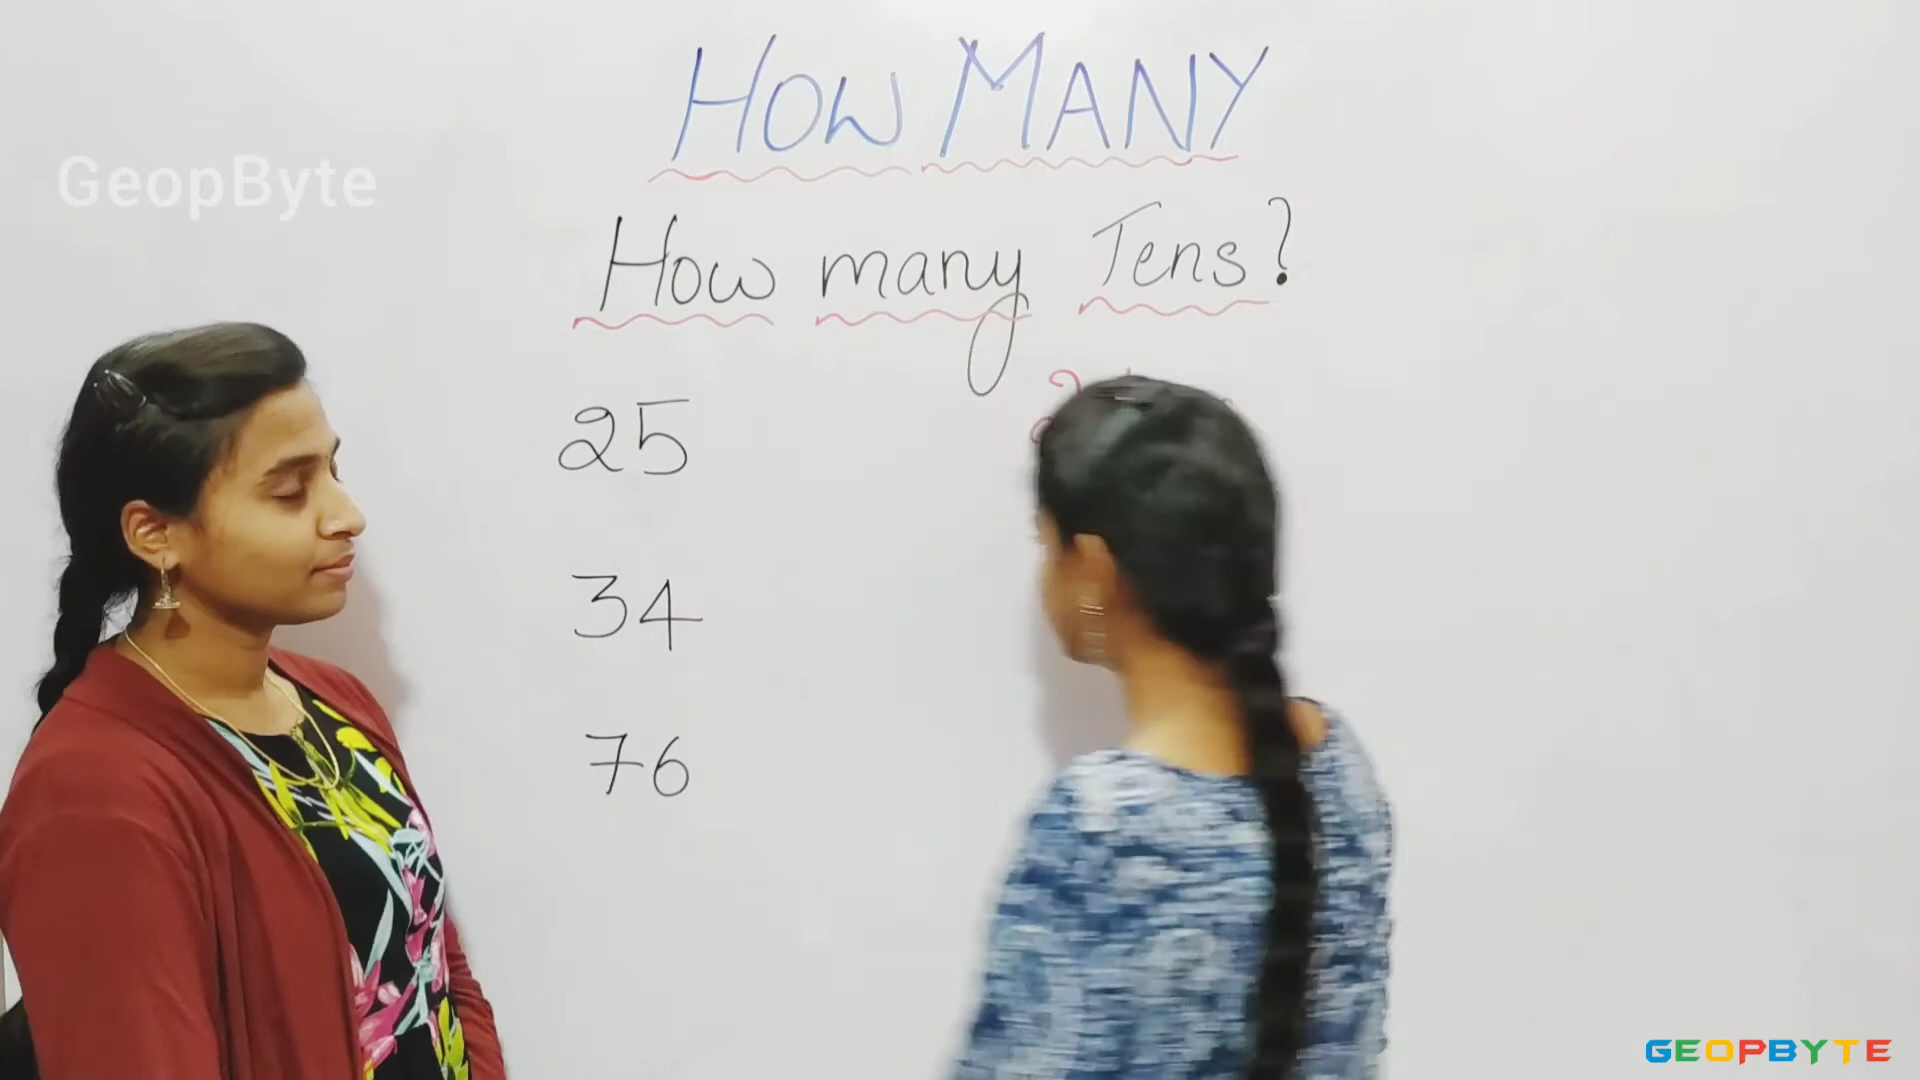 HOW MANY
GeopByte
How many Tens?
25
34
76
GEOPBYTE